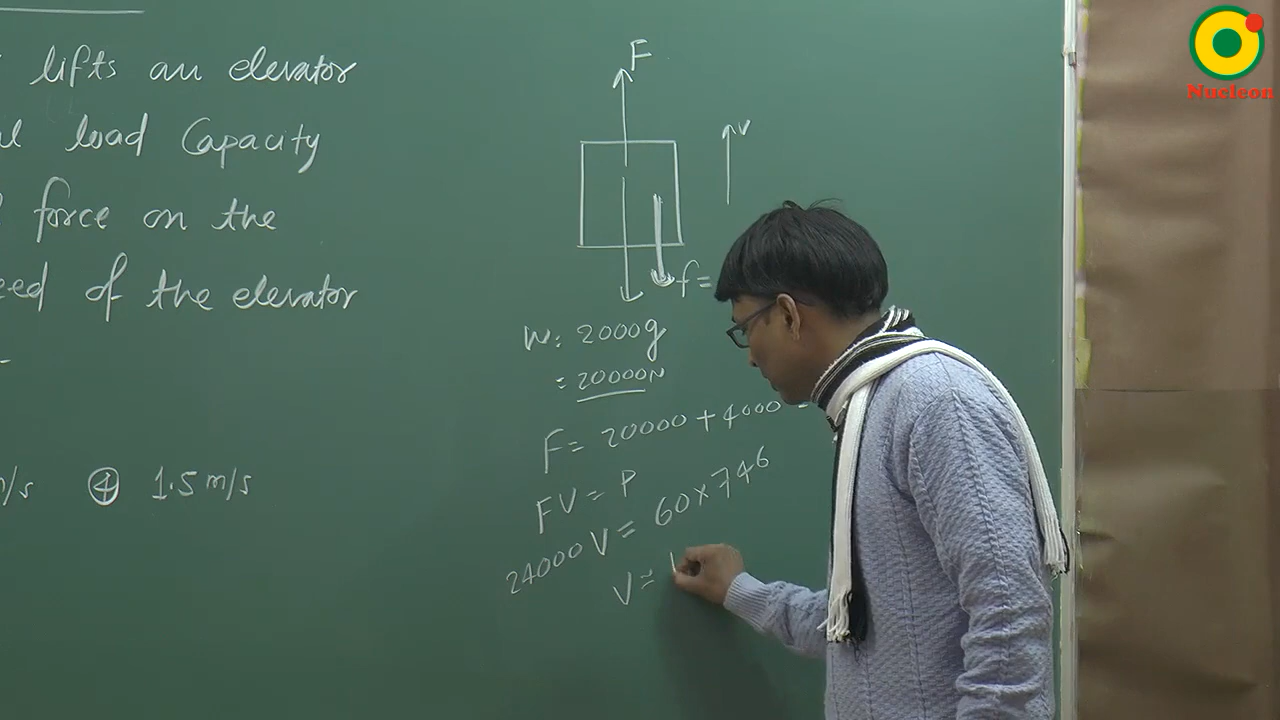 lifts an elevator
load Capacity
force on the
of the elevator
④ 1.5 m/s
F
v
f=
W= 2000g
= 20000N
F= 20000 + 4000 =
FV = P
24000 V = 60×746
V ≈
Nucleon